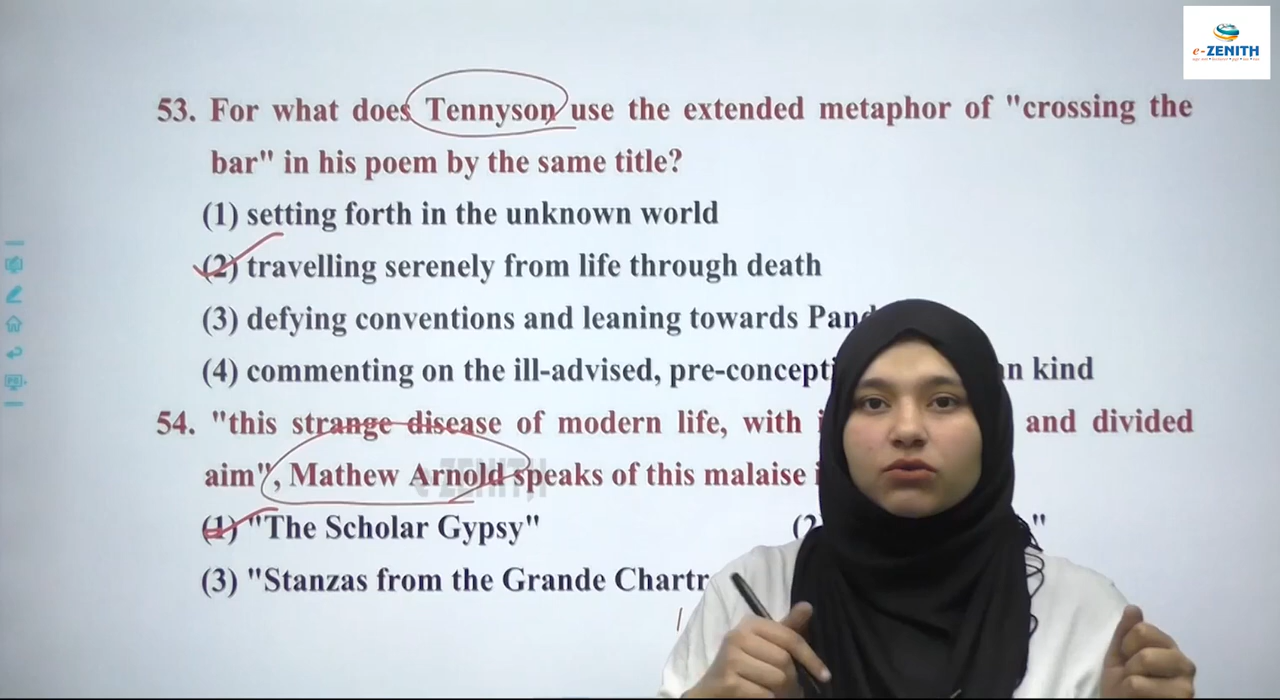 e-ZENITH
53. For what does Tennyson use the extended metaphor of "crossing the
bar" in his poem by the same title?
(1) setting forth in the unknown world
(2) travelling serenely from life through death
(3) defying conventions and leaning towards
(4) commenting on the ill-advised, kind
54. "this strange disease of modern life, with and divided
aim", Mathew Arnold speaks of this malaise
(1) "The Scholar Gypsy"
(3) "Stanzas from the Grande